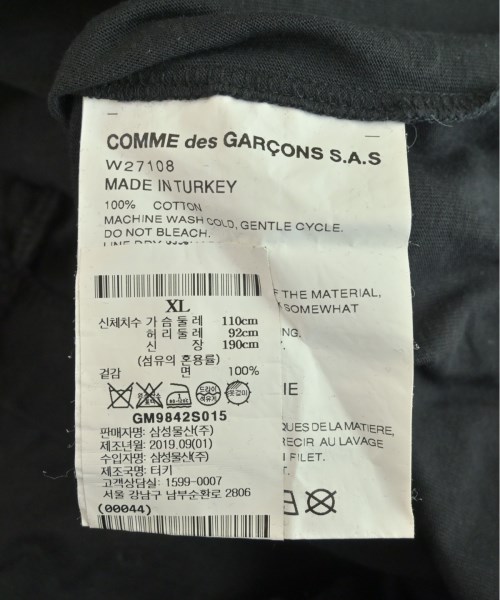 COMME des GARÇONS S.A.S
W27108
MADE IN TURKEY
100% COTTON
MACHINE WASH COLD, GENTLE CYCLE.
DO NOT BLEACH.
LINE DRY
THE MATERIAL,
SOMEWHAT
XL
신체치수 가슴둘레 110cm
허리둘레 92cm
신 장 190cm
(섬유의 혼용률)
겉감 면 100%
GM9842S015
판매자명: 삼성물산(주)
제조년월: 2019.09(01)
수입자명: 삼성물산(주)
제조국명: 터키
고객상담실: 1599-0007
서울 강남구 남부순환로 2806
(00044)
QUES DE LA MATIERE,
RECIR AU LAVAGE
FILET.